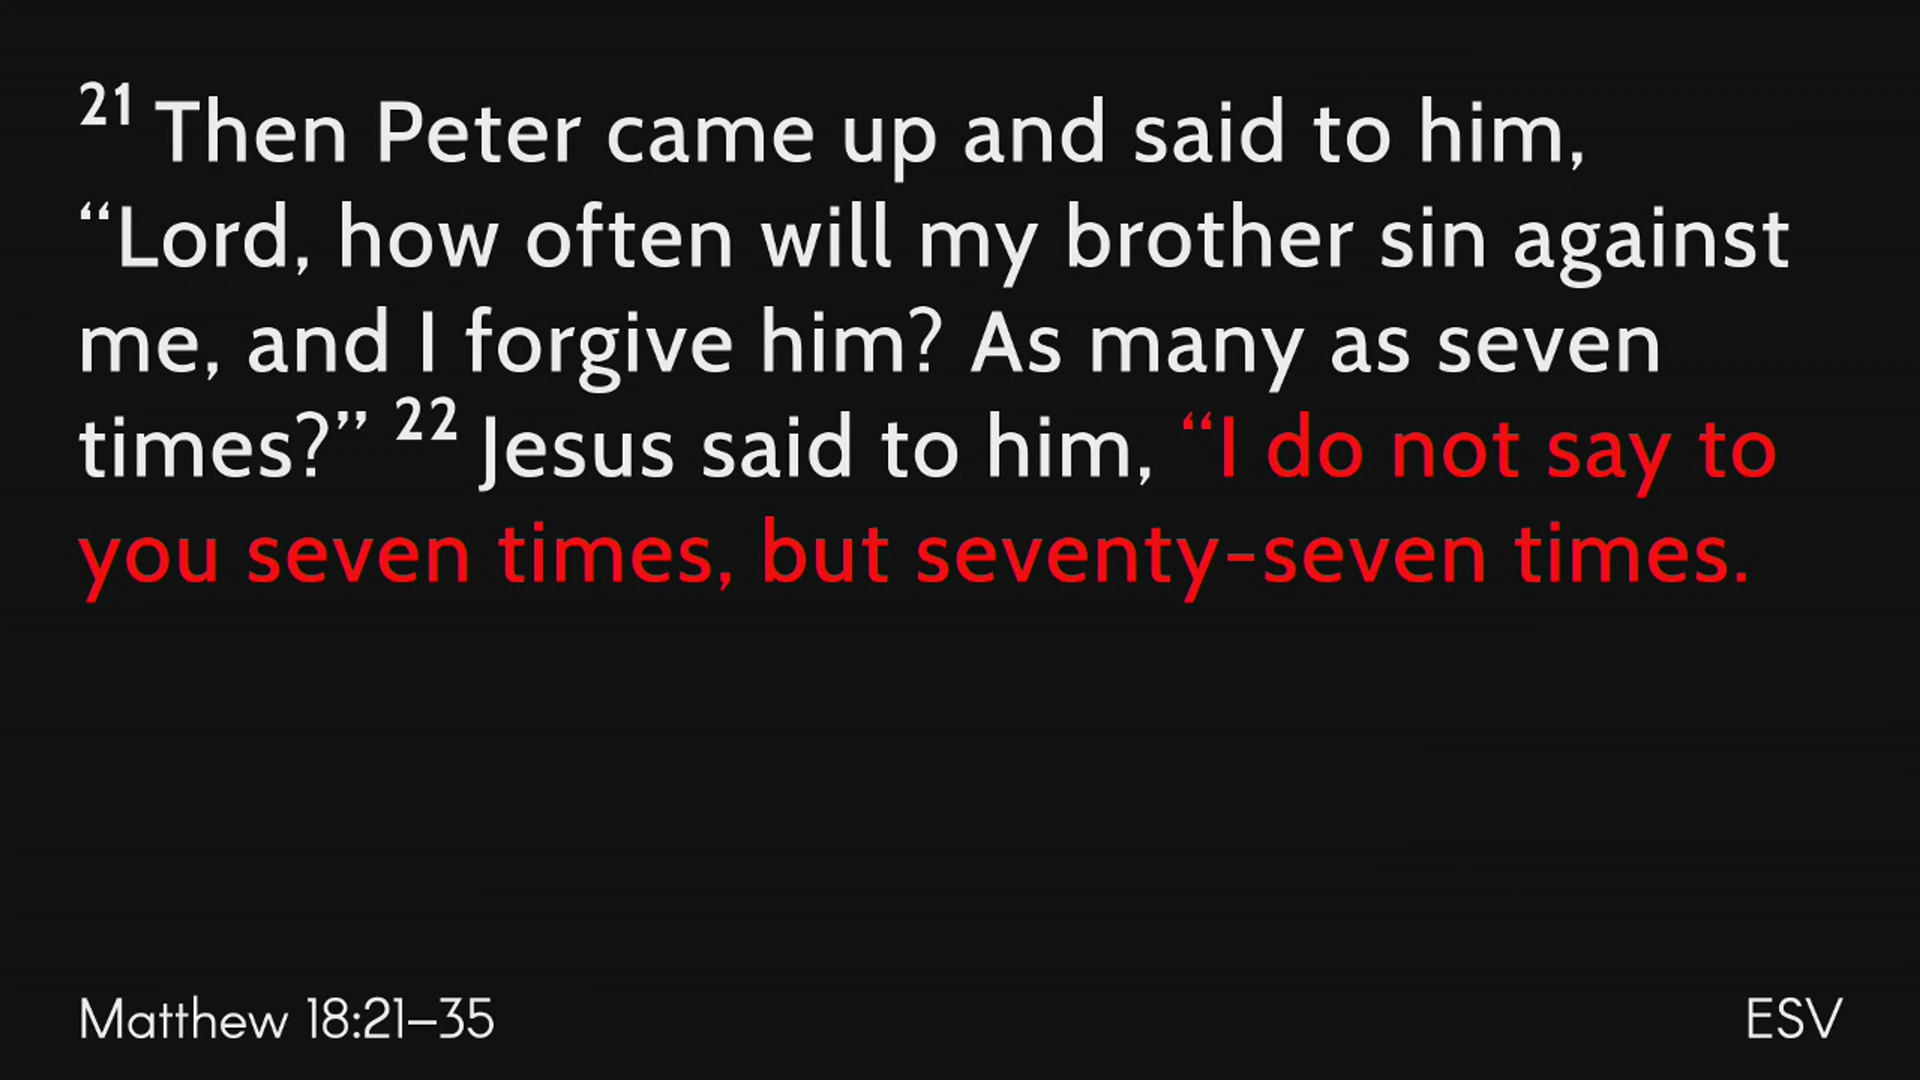 21 Then Peter came up and said to him,
“Lord, how often will my brother sin against
me, and I forgive him? As many as seven
times?” 22 Jesus said to him, “I do not say to
you seven times, but seventy-seven times.
Matthew 18:21–35
ESV